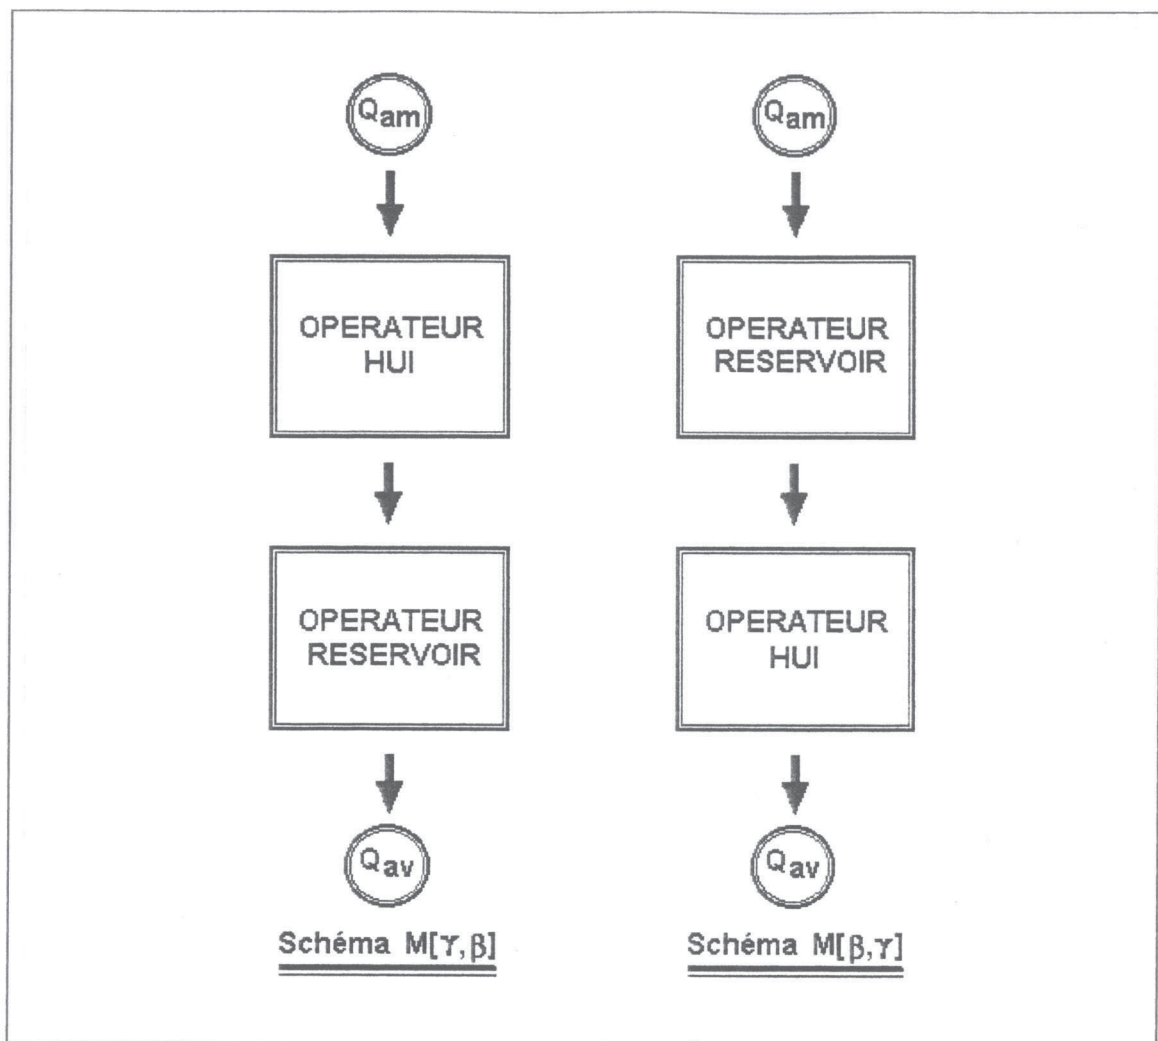 Qam
OPERATEUR
HUI
OPERATEUR
RESERVOIR
Qav
Schéma M[γ,β]
Qam
OPERATEUR
RESERVOIR
OPERATEUR
HUI
Qav
Schéma M[β,γ]